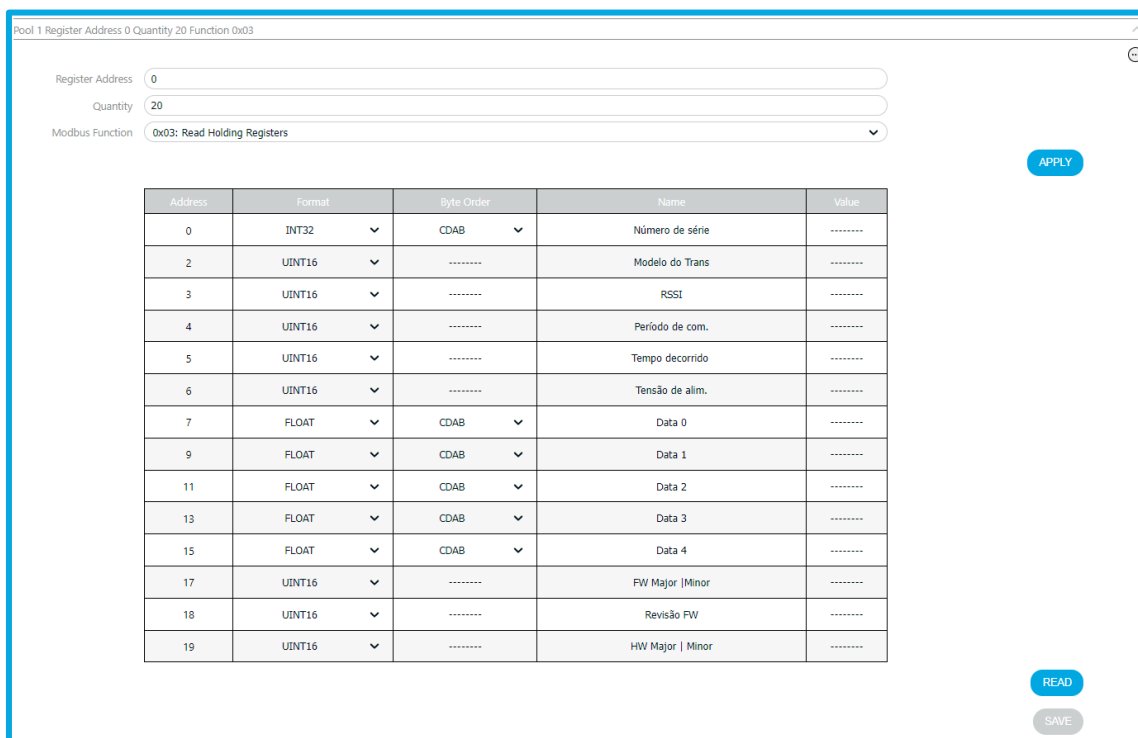 Pool 1 Register Address 0 Quantity 20 Function 0x03
Register Address 0
Quantity 20
Modbus Function 0x03: Read Holding Registers
APPLY
Address Format Byte Order Name Value
0 INT32 CDAB Número de série --------
2 UINT16 -------- Modelo do Trans --------
3 UINT16 -------- RSSI --------
4 UINT16 -------- Período de com. --------
5 UINT16 -------- Tempo decorrido --------
6 UINT16 -------- Tensão de alim. --------
7 FLOAT CDAB Data 0 --------
9 FLOAT CDAB Data 1 --------
11 FLOAT CDAB Data 2 --------
13 FLOAT CDAB Data 3 --------
15 FLOAT CDAB Data 4 --------
17 UINT16 -------- FW Major |Minor --------
18 UINT16 -------- Revisão FW --------
19 UINT16 -------- HW Major | Minor --------
READ
SAVE